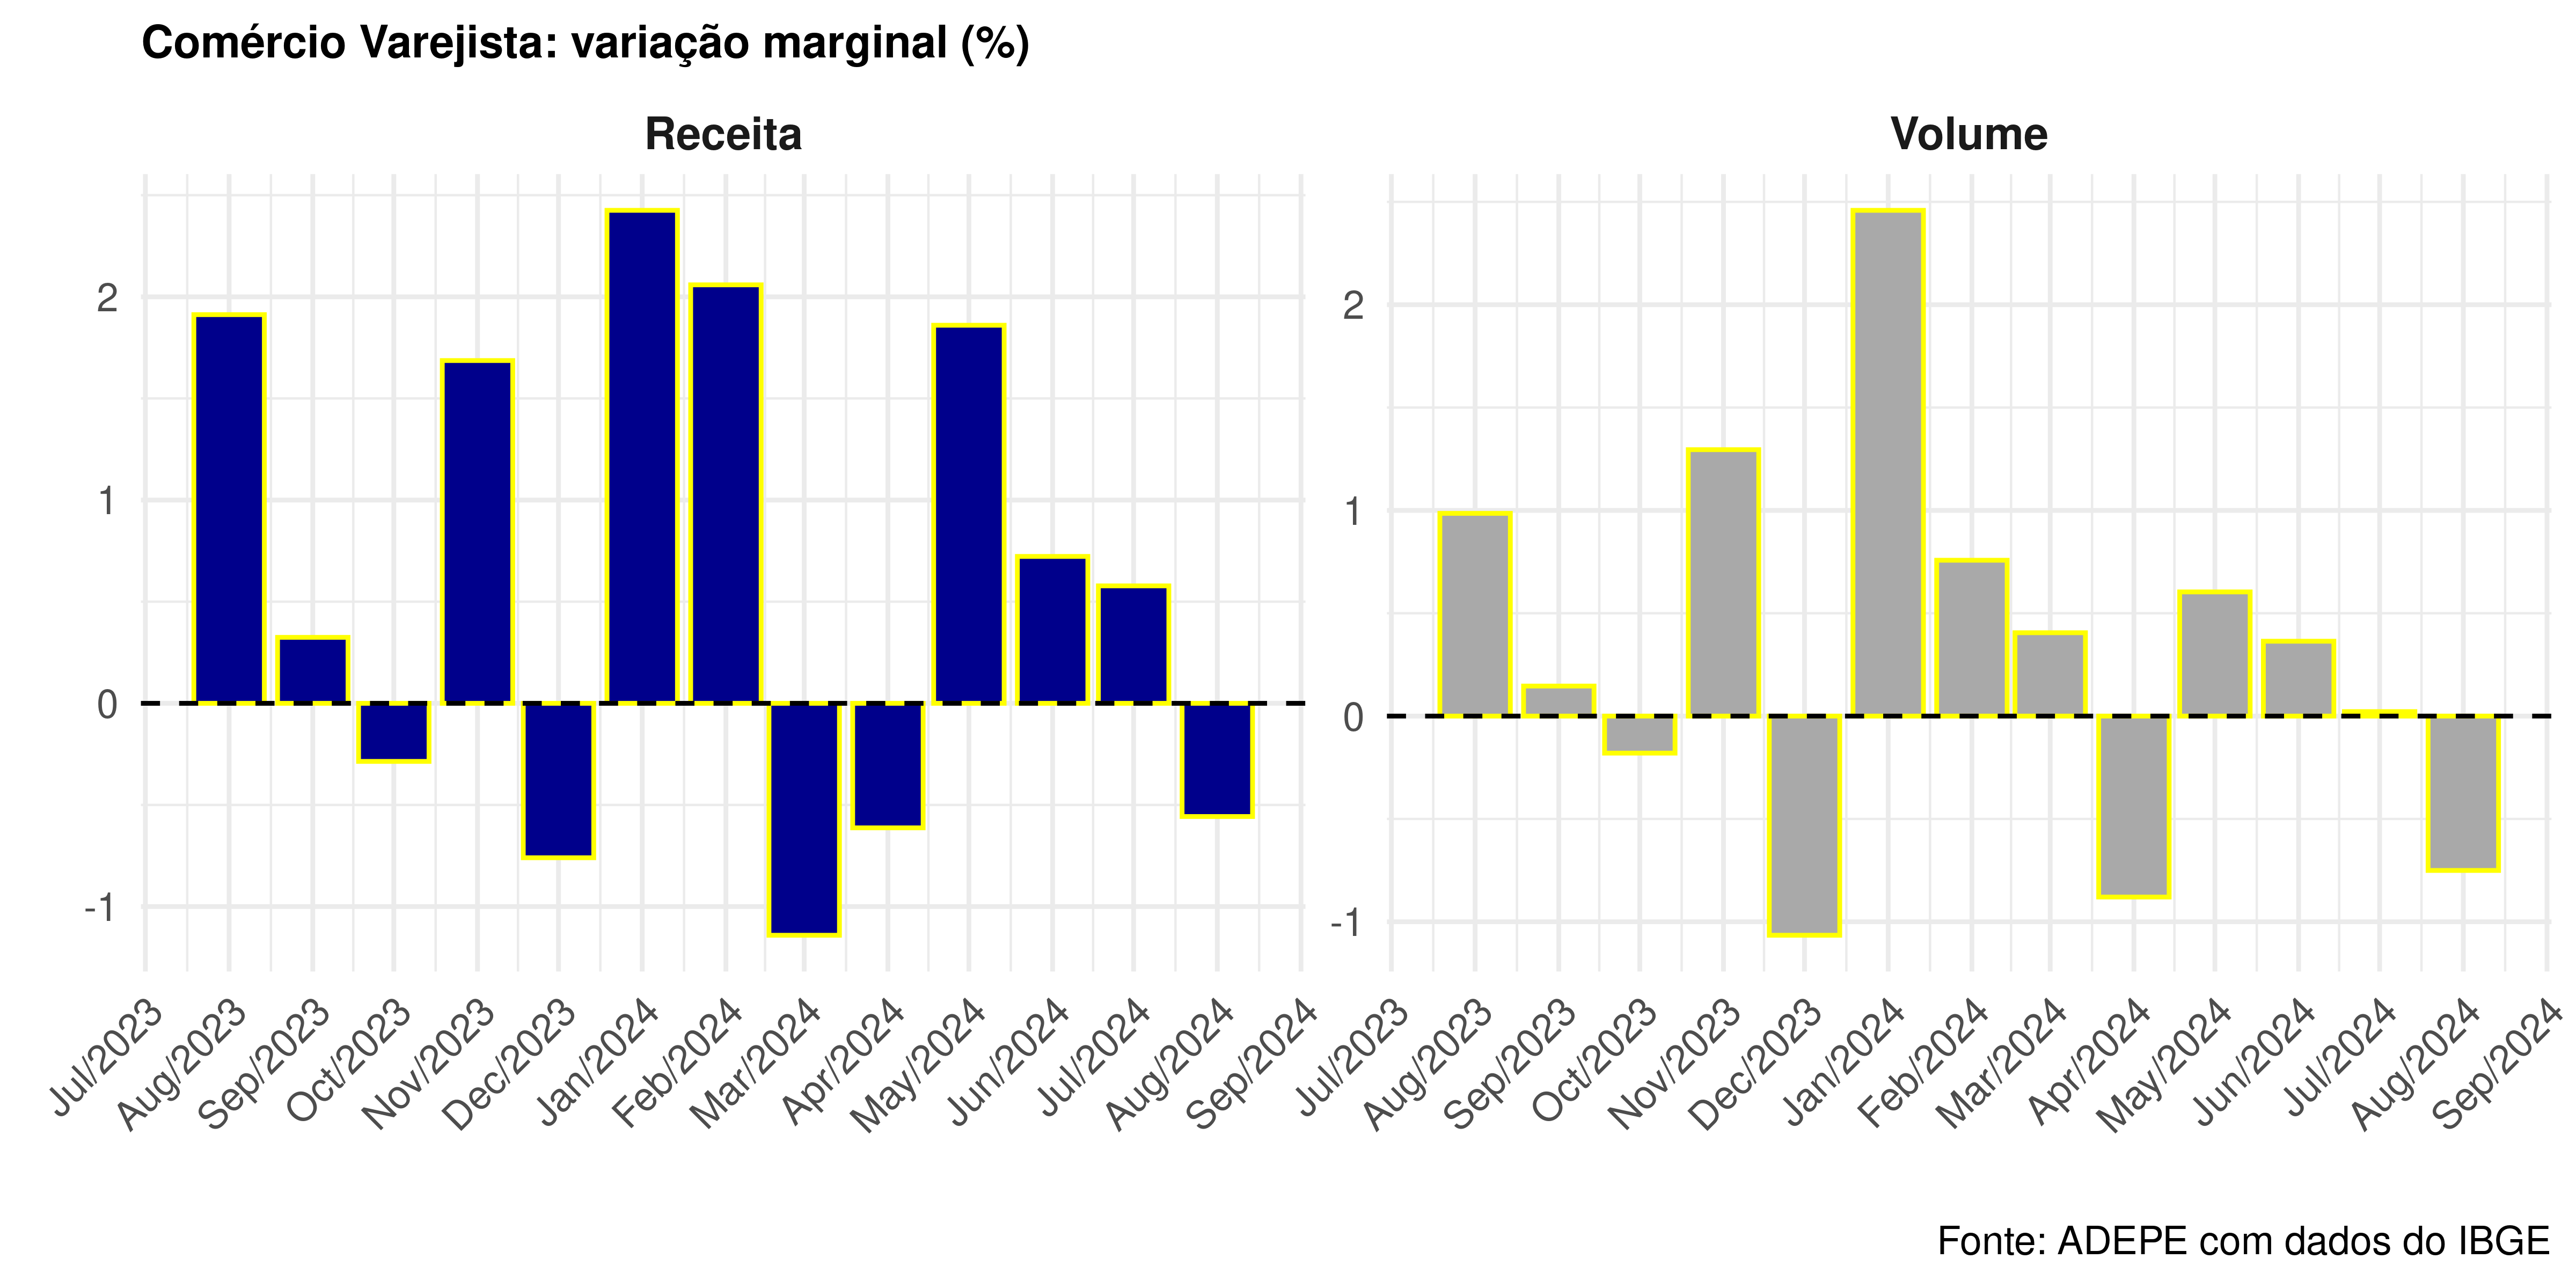 Comércio Varejista: variação marginal (%)
Receita
2
1
0
-1
Jul/2023
Aug/2023
Sep/2023
Oct/2023
Nov/2023
Dec/2023
Jan/2024
Feb/2024
Mar/2024
Apr/2024
May/2024
Jun/2024
Jul/2024
Aug/2024
Sep/2024
Volume
2
1
0
-1
Jul/2023
Aug/2023
Sep/2023
Oct/2023
Nov/2023
Dec/2023
Jan/2024
Feb/2024
Mar/2024
Apr/2024
May/2024
Jun/2024
Jul/2024
Aug/2024
Sep/2024
Fonte: ADEPE com dados do IBGE